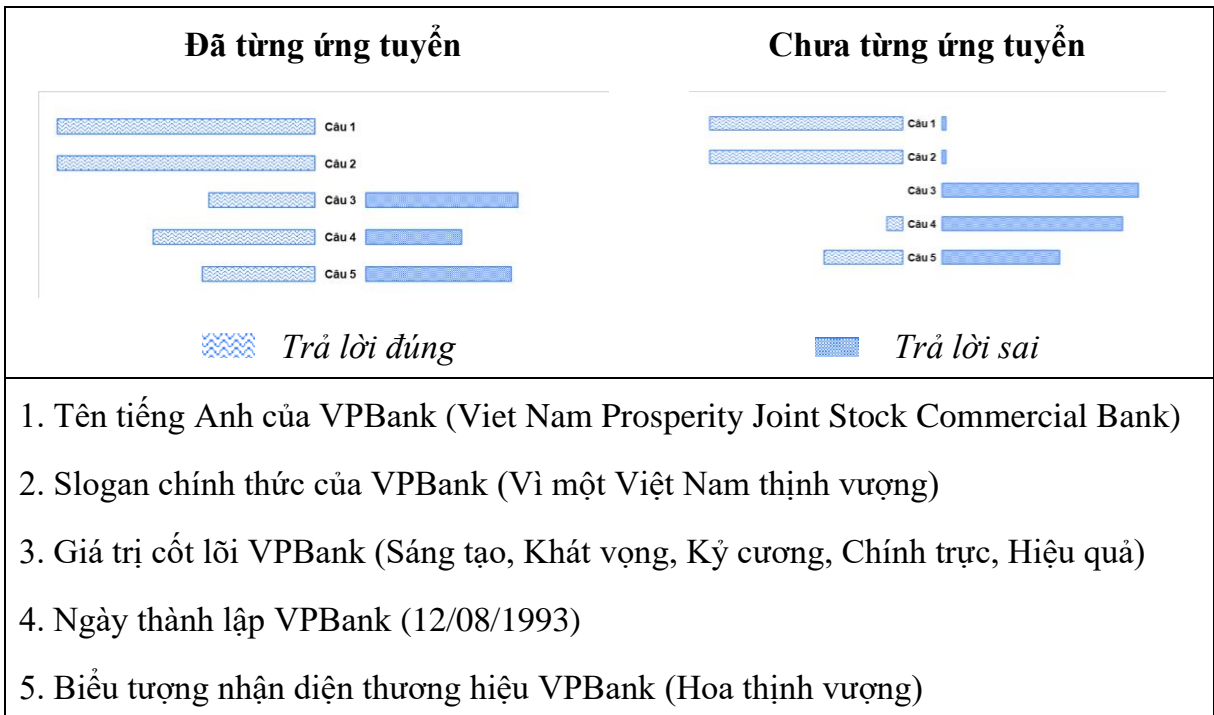 Đã từng ứng tuyển
Câu 1
Câu 2
Câu 3
Câu 4
Câu 5
Chưa từng ứng tuyển
Câu 1
Câu 2
Câu 3
Câu 4
Câu 5
Trả lời đúng
Trả lời sai
1. Tên tiếng Anh của VPBank (Viet Nam Prosperity Joint Stock Commercial Bank)
2. Slogan chính thức của VPBank (Vì một Việt Nam thịnh vượng)
3. Giá trị cốt lõi VPBank (Sáng tạo, Khát vọng, Kỷ cương, Chính trực, Hiệu quả)
4. Ngày thành lập VPBank (12/08/1993)
5. Biểu tượng nhận diện thương hiệu VPBank (Hoa thịnh vượng)